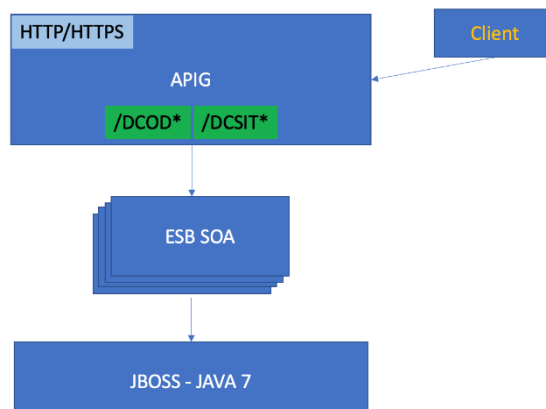 HTTP/HTTPS
Client
APIG
/DCOD* /DCSIT*
ESB SOA
JBOSS - JAVA 7